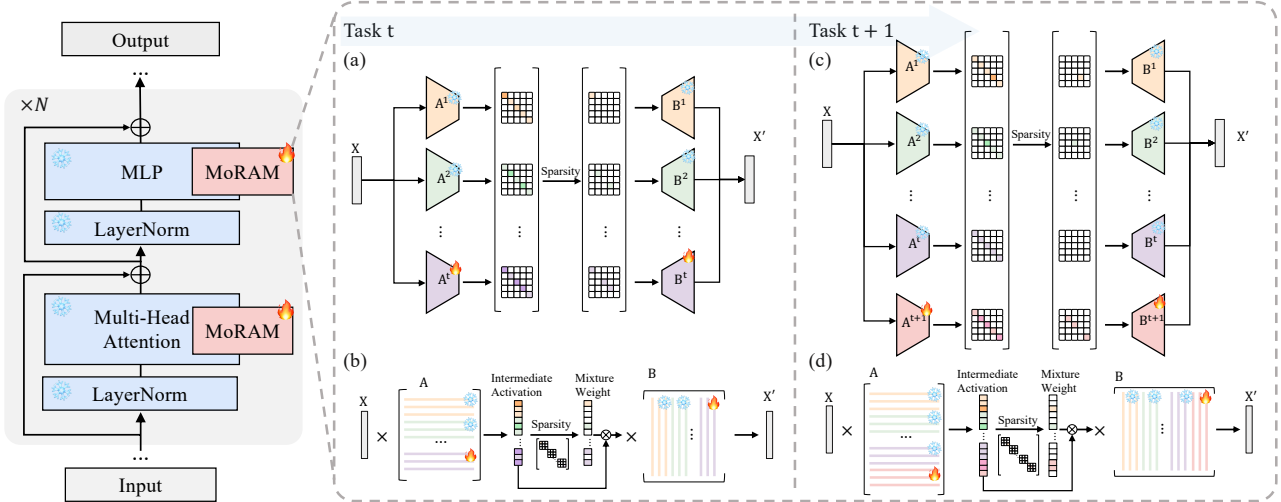 Output
...
×N
MLP
MoRAM
LayerNorm
Multi-Head
Attention
MoRAM
LayerNorm
...
Input
Task t
(a)
X
A¹
A²
...
Aᵗ
...
Sparsity
...
B¹
B²
...
Bᵗ
X′
(b)
X
×
A
...
Intermediate
Activation
Sparsity
Mixture
Weight
×
B
...
X′
Task t + 1
(c)
X
A¹
A²
...
Aᵗ
Aᵗ⁺¹
...
Sparsity
...
B¹
B²
...
Bᵗ
Bᵗ⁺¹
X′
(d)
X
×
A
...
Intermediate
Activation
Sparsity
Mixture
Weight
×
B
...
X′